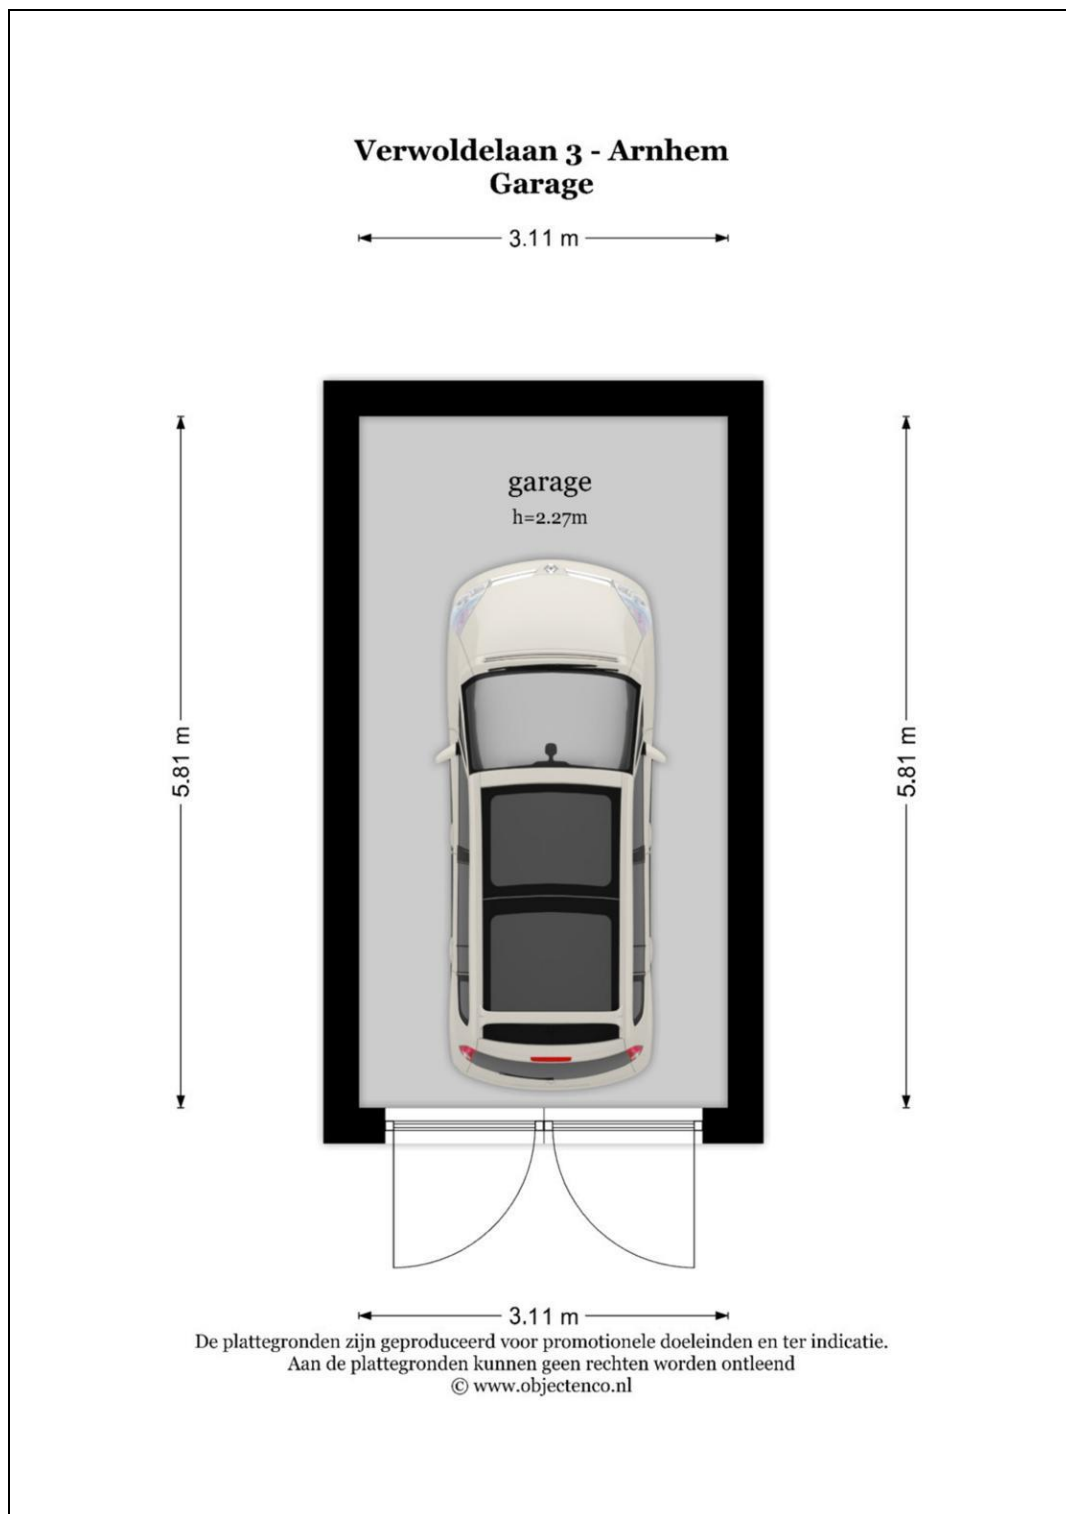 Verwoldelaan 3 - Arnhem
Garage
3.11 m
garage
h=2.27m
5.81 m
5.81 m
3.11 m
De plattegronden zijn geproduceerd voor promotionele doeleinden en ter indicatie.
Aan de plattegronden kunnen geen rechten worden ontleend
© www.objectenco.nl